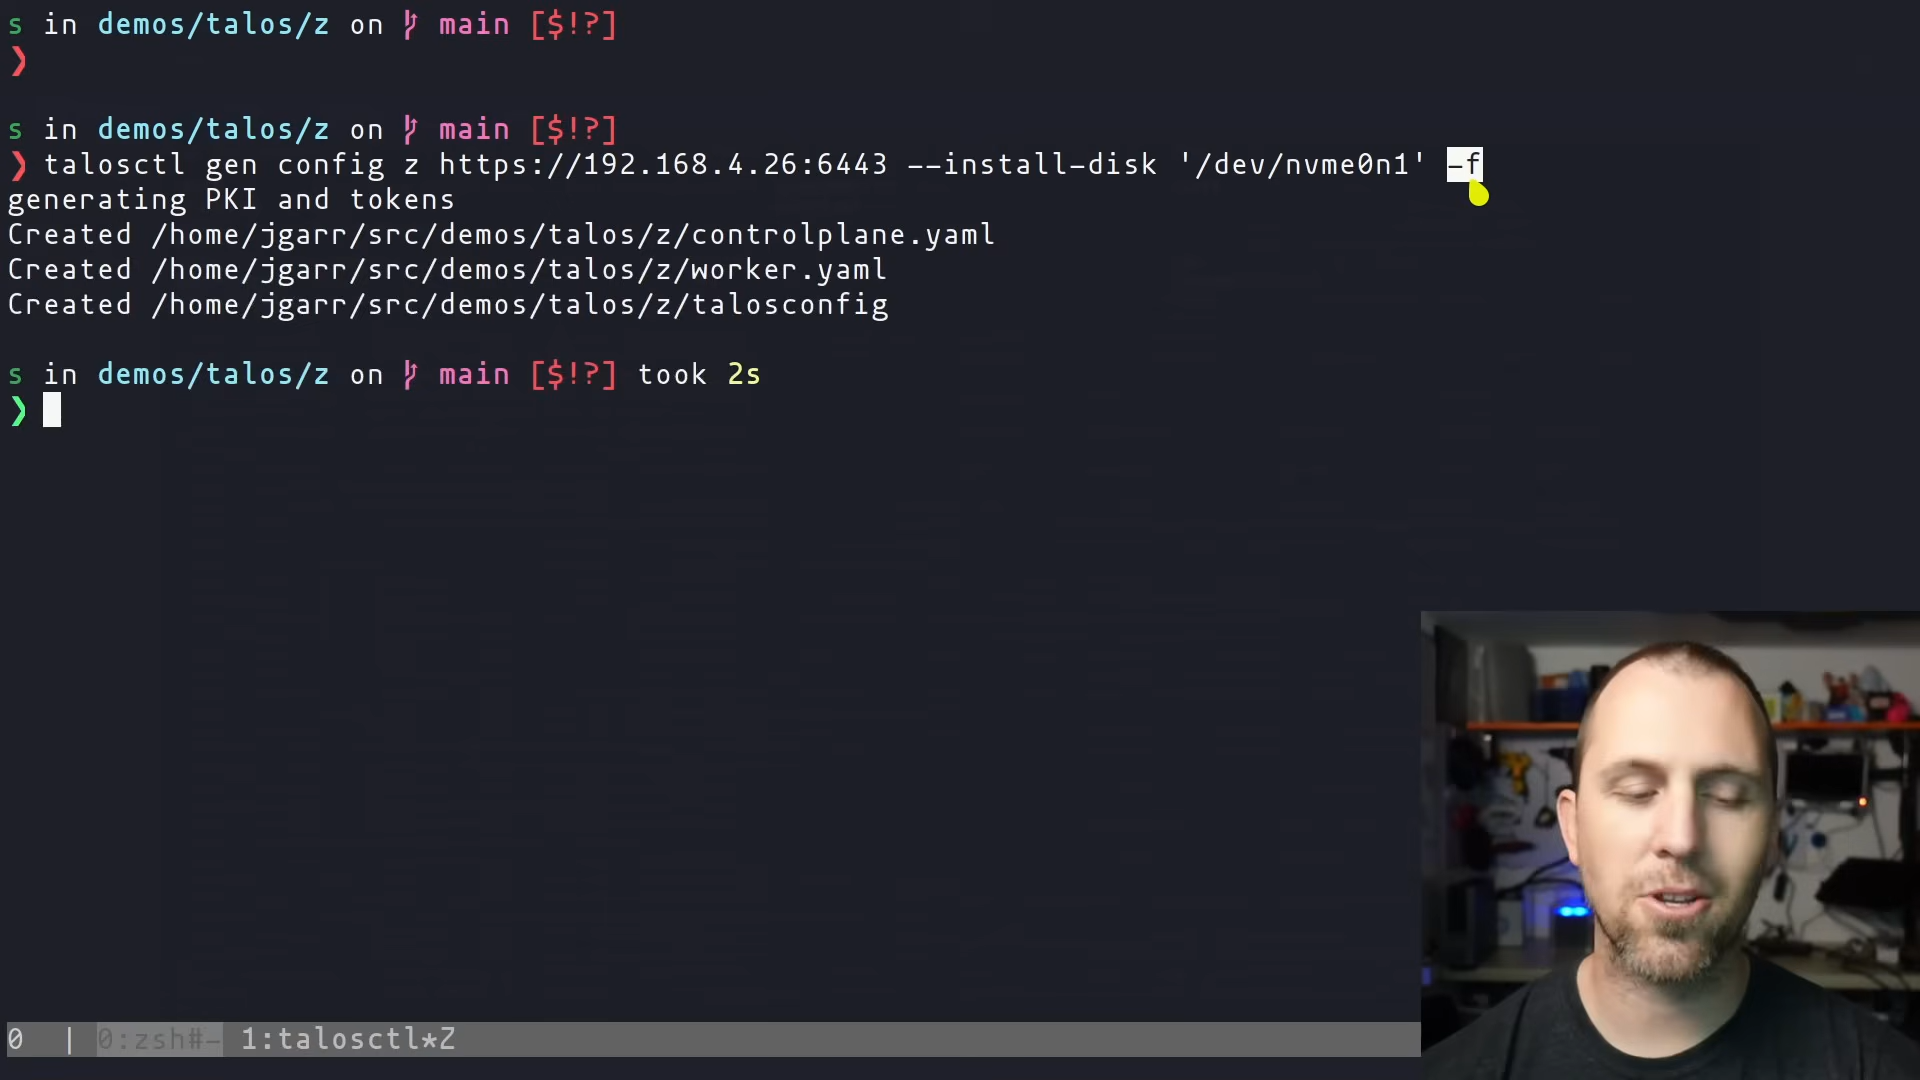 s in demos/talos/z on main [$!?]
❯
s in demos/talos/z on main [$!?]
❯ talosctl gen config z https://192.168.4.26:6443 --install-disk '/dev/nvme0n1' -f
generating PKI and tokens
Created /home/jgarr/src/demos/talos/z/controlplane.yaml
Created /home/jgarr/src/demos/talos/z/worker.yaml
Created /home/jgarr/src/demos/talos/z/talosconfig
s in demos/talos/z on main [$!?] took 2s
❯
0 | 0:zsh#- 1:talosctl*Z